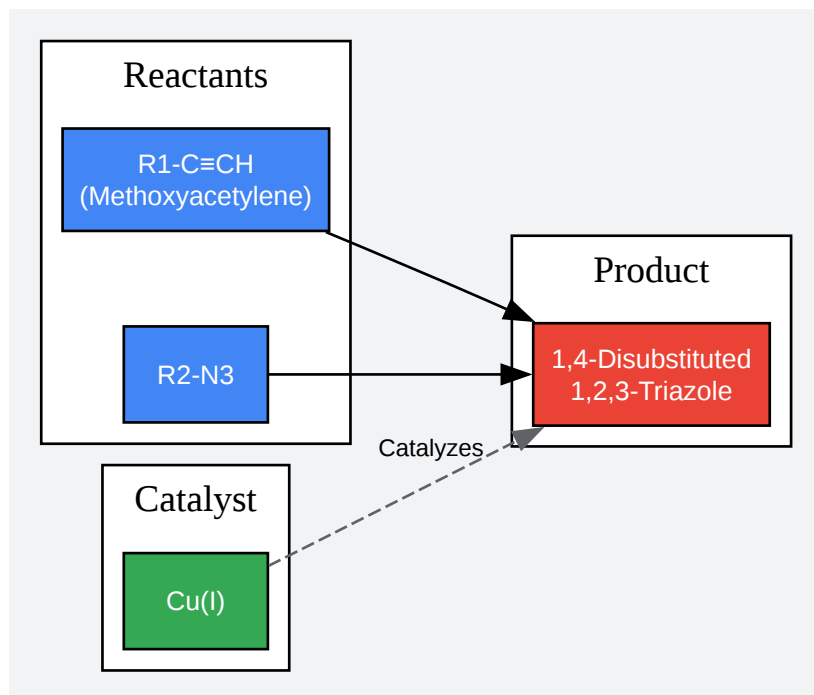 Reactants
R1-C≡CH
(Methoxyacetylene)
R2-N3
Product
1,4-Disubstituted
1,2,3-Triazole
Catalyzes
Catalyst
Cu(I)